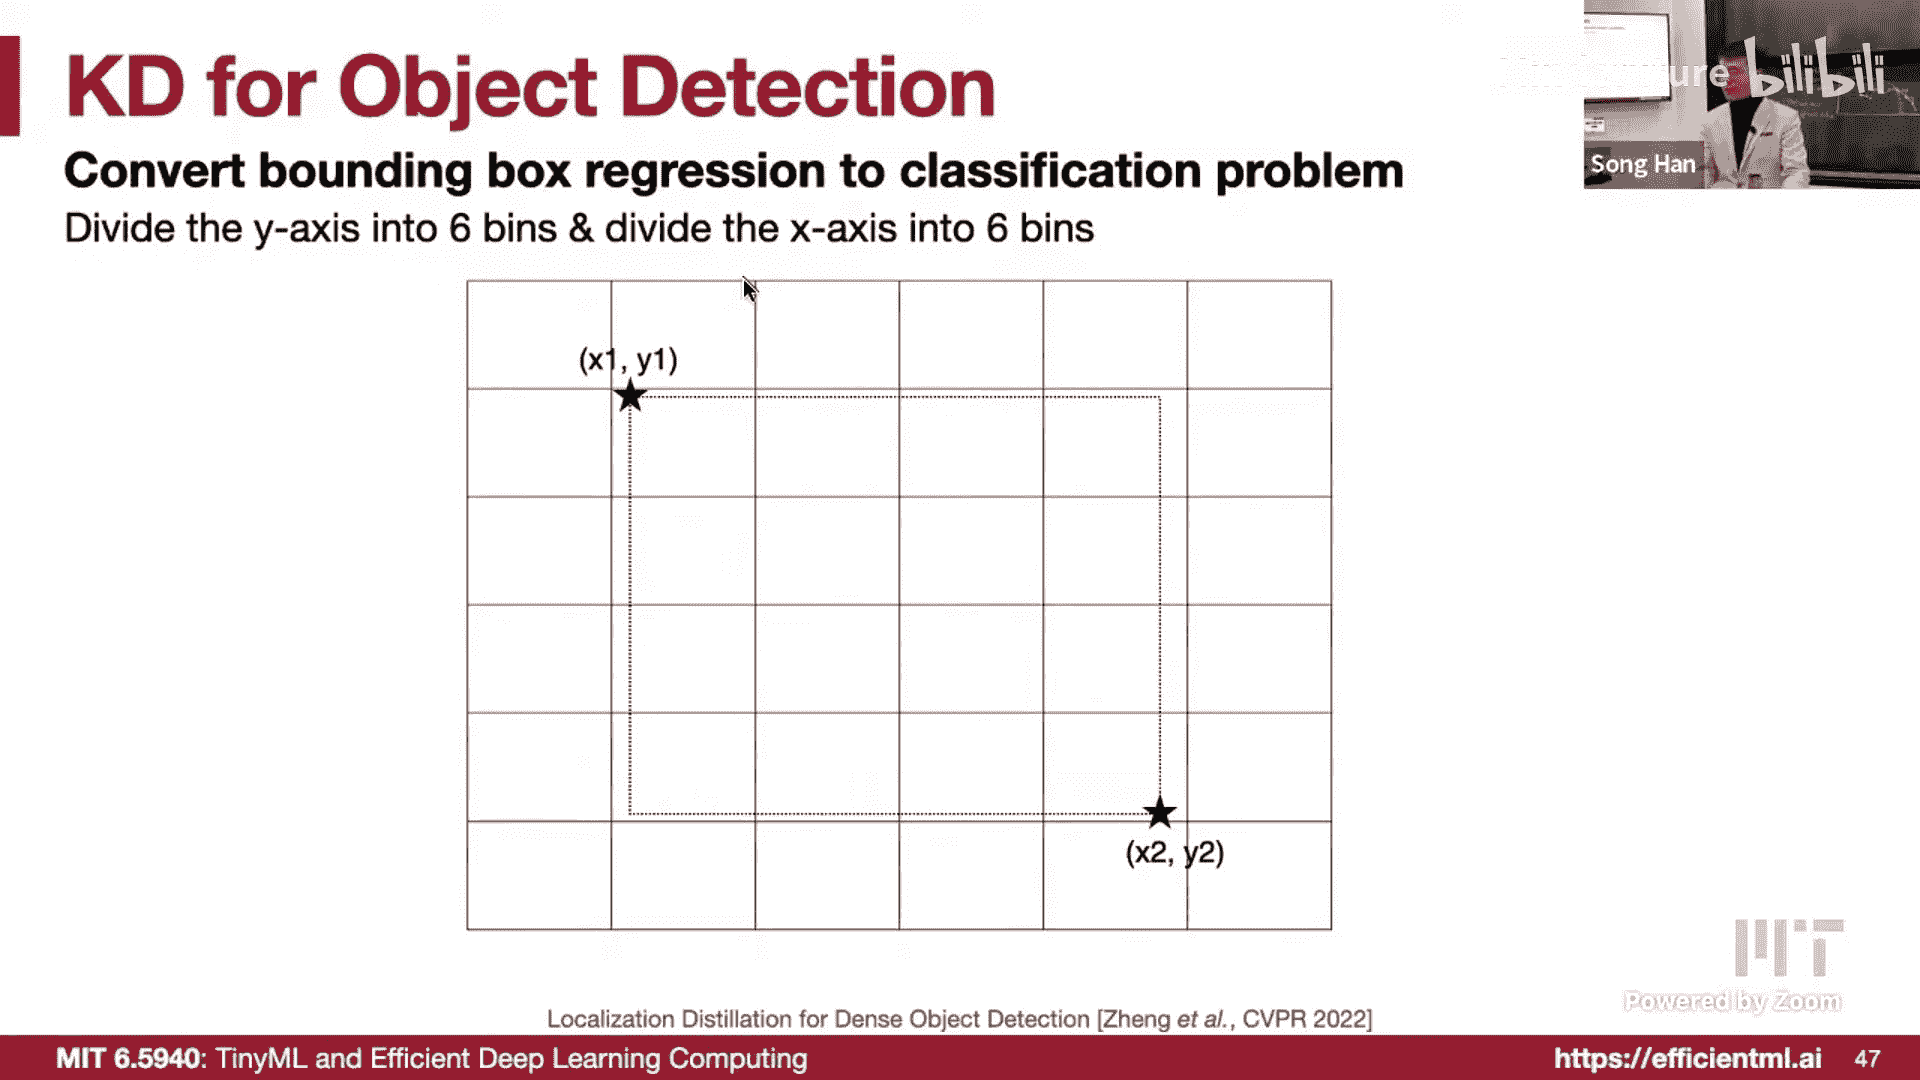 KD for Object Detection
Convert bounding box regression to classification problem
Divide the y-axis into 6 bins & divide the x-axis into 6 bins
bilibili
Song Han
(x1, y1)
(x2, y2)
MIT
Powered by Zoom
Localization Distillation for Dense Object Detection [Zheng et al., CVPR 2022]
MIT 6.5940: TinyML and Efficient Deep Learning Computing
https://efficientml.ai
47